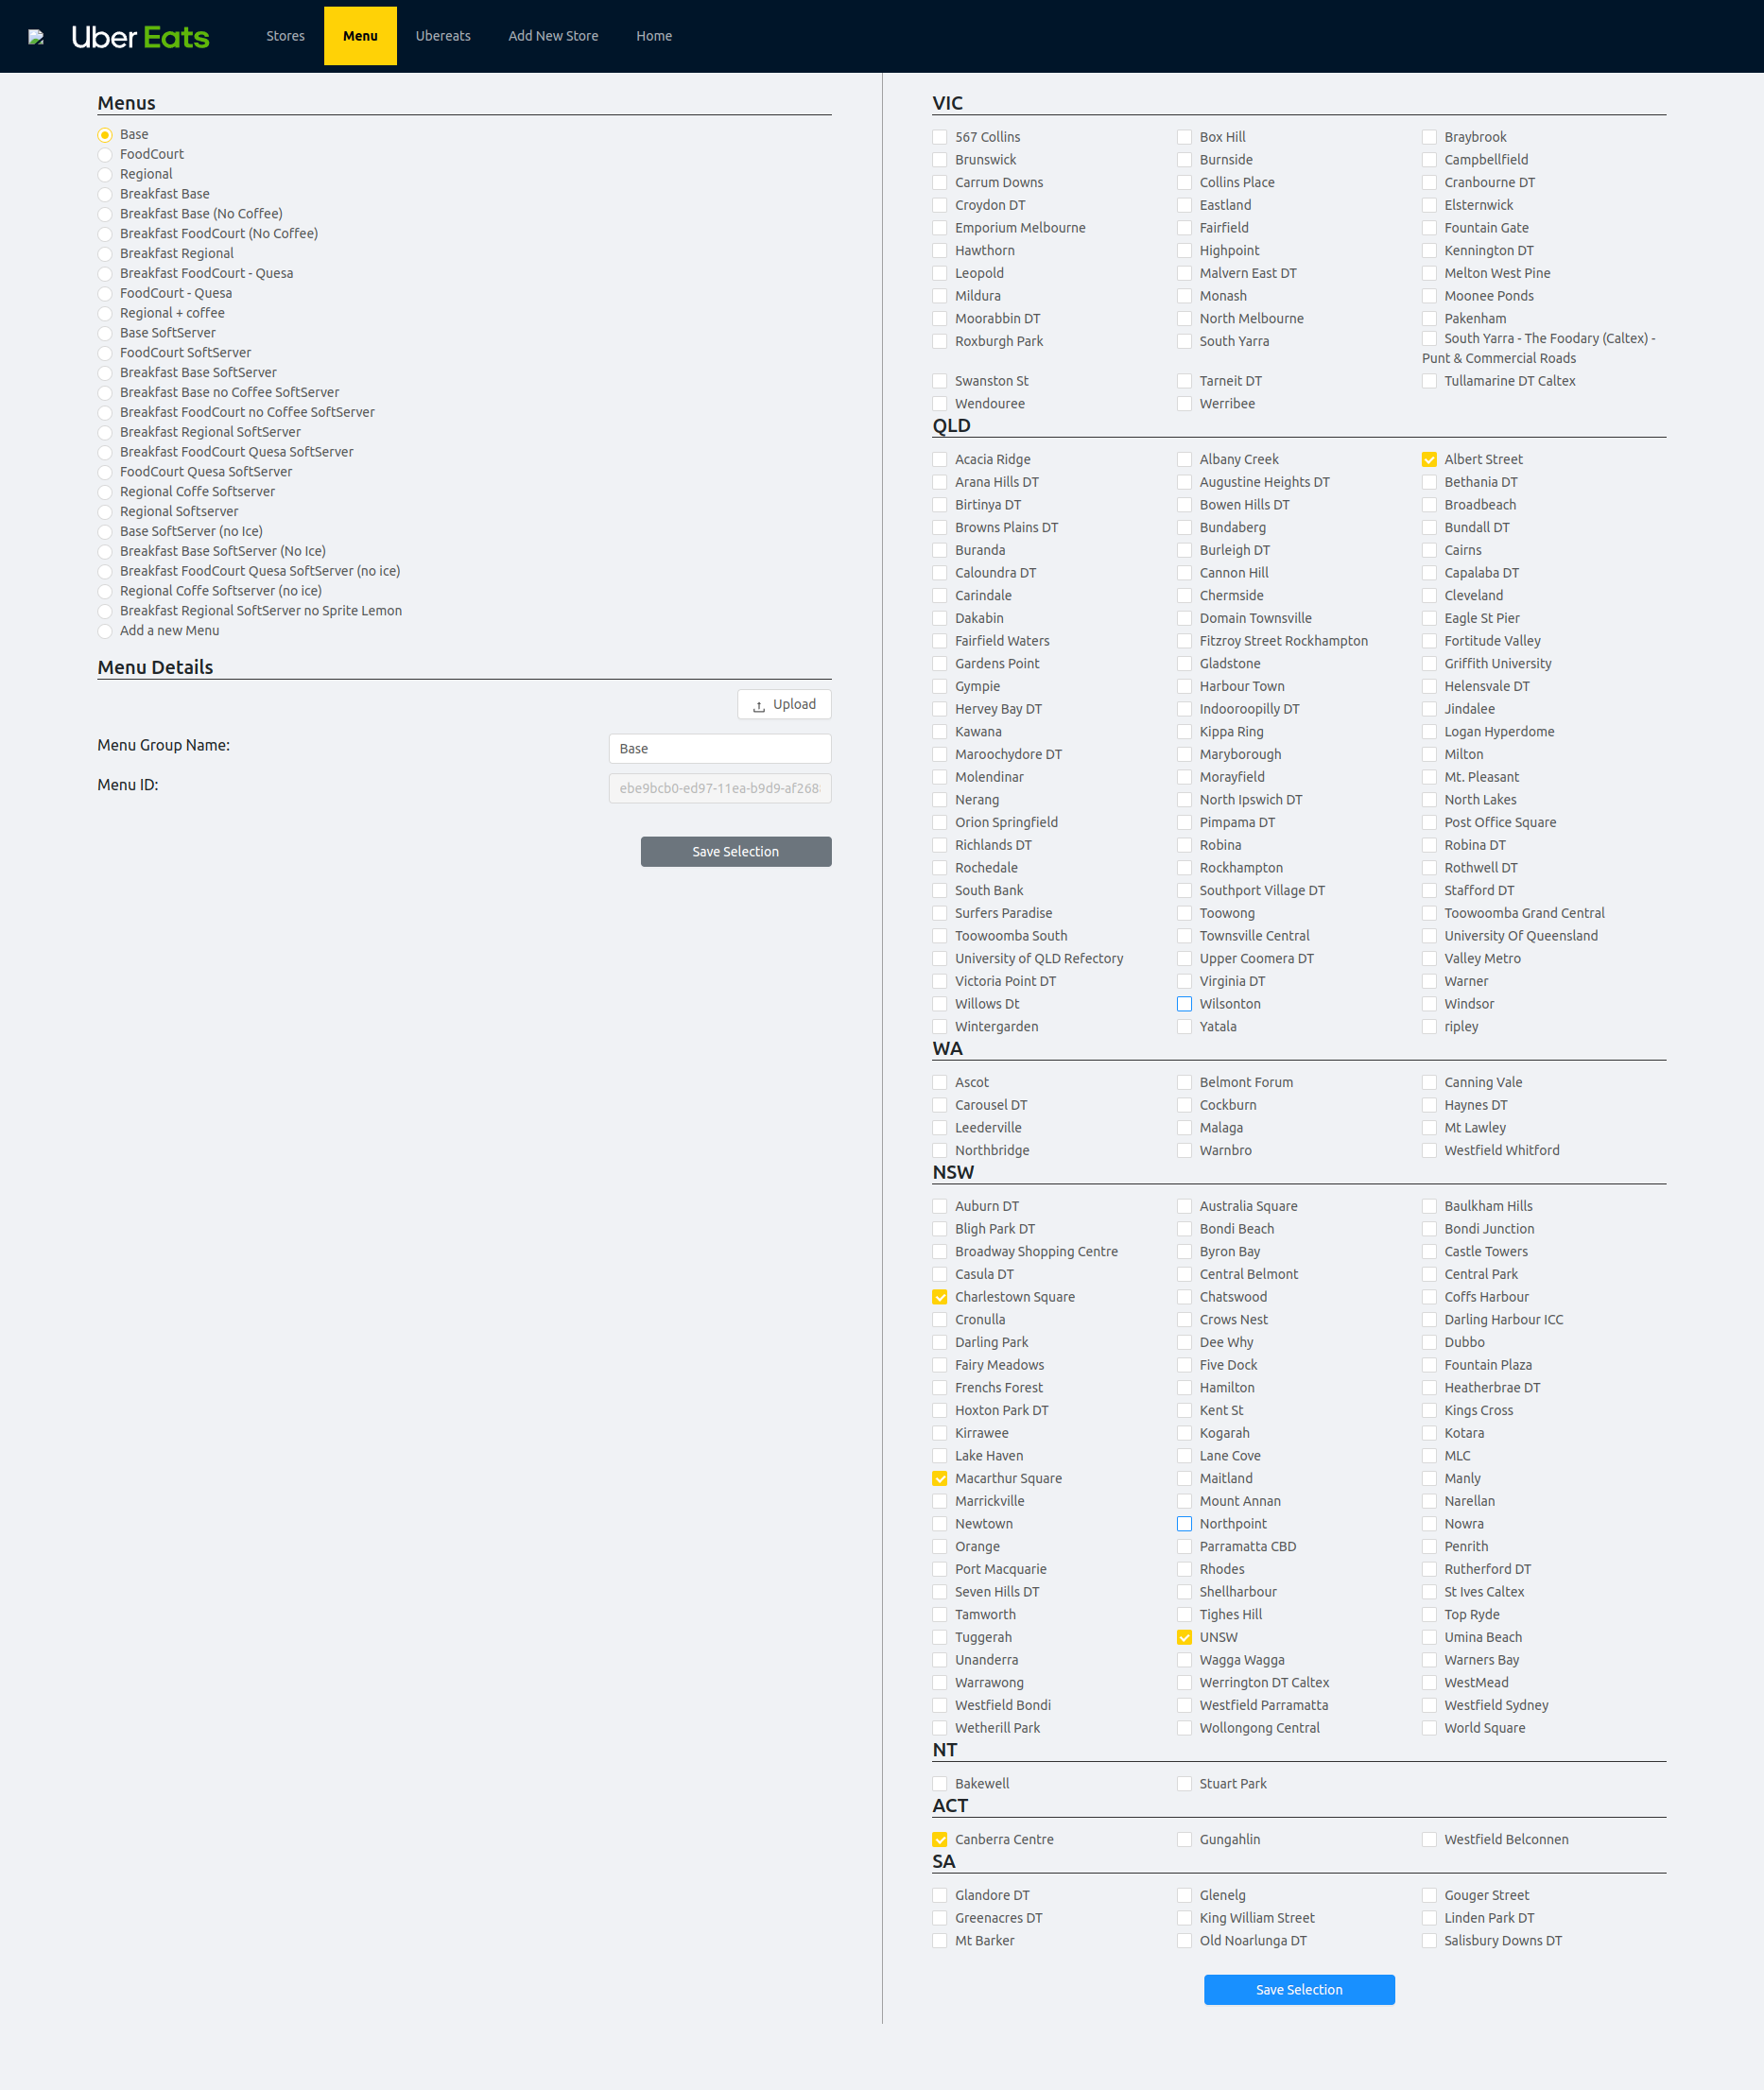 Uber Eats
Stores Menu Ubereats Add New Store Home
Menus
Base
FoodCourt
Regional
Breakfast Base
Breakfast Base (No Coffee)
Breakfast FoodCourt (No Coffee)
Breakfast Regional
Breakfast FoodCourt - Quesa
FoodCourt - Quesa
Regional + coffee
Base SoftServer
FoodCourt SoftServer
Breakfast Base SoftServer
Breakfast Base no Coffee SoftServer
Breakfast FoodCourt no Coffee SoftServer
Breakfast Regional SoftServer
Breakfast FoodCourt Quesa SoftServer
FoodCourt Quesa SoftServer
Regional Coffe Softserver
Regional Softserver
Base SoftServer (no Ice)
Breakfast Base SoftServer (No Ice)
Breakfast FoodCourt Quesa SoftServer (no ice)
Regional Coffe Softserver (no ice)
Breakfast Regional SoftServer no Sprite Lemon
Add a new Menu
Menu Details
Upload
Menu Group Name: Base
Menu ID: ebe9bcb0-ed97-11ea-b9d9-af268
Save Selection
VIC
567 Collins Box Hill Braybrook
Brunswick Burnside Campbellfield
Carrum Downs Collins Place Cranbourne DT
Croydon DT Eastland Elsternwick
Emporium Melbourne Fairfield Fountain Gate
Hawthorn Highpoint Kennington DT
Leopold Malvern East DT Melton West Pine
Mildura Monash Moonee Ponds
Moorabbin DT North Melbourne Pakenham
Roxburgh Park South Yarra South Yarra - The Foodary (Caltex) -
Punt & Commercial Roads
Swanston St Tarneit DT Tullamarine DT Caltex
Wendouree Werribee
QLD
Acacia Ridge Albany Creek Albert Street
Arana Hills DT Augustine Heights DT Bethania DT
Birtinya DT Bowen Hills DT Broadbeach
Browns Plains DT Bundaberg Bundall DT
Buranda Burleigh DT Cairns
Caloundra DT Cannon Hill Capalaba DT
Carindale Chermside Cleveland
Dakabin Domain Townsville Eagle St Pier
Fairfield Waters Fitzroy Street Rockhampton Fortitude Valley
Gardens Point Gladstone Griffith University
Gympie Harbour Town Helensvale DT
Hervey Bay DT Indooroopilly DT Jindalee
Kawana Kippa Ring Logan Hyperdome
Maroochydore DT Maryborough Milton
Molendinar Morayfield Mt. Pleasant
Nerang North Ipswich DT North Lakes
Orion Springfield Pimpama DT Post Office Square
Richlands DT Robina Robina DT
Rochedale Rockhampton Rothwell DT
South Bank Southport Village DT Stafford DT
Surfers Paradise Toowong Toowoomba Grand Central
Toowoomba South Townsville Central University Of Queensland
University of QLD Refectory Upper Coomera DT Valley Metro
Victoria Point DT Virginia DT Warner
Willows Dt Wilsonton Windsor
Wintergarden Yatala ripley
WA
Ascot Belmont Forum Canning Vale
Carousel DT Cockburn Haynes DT
Leederville Malaga Mt Lawley
Northbridge Warnbro Westfield Whitford
NSW
Auburn DT Australia Square Baulkham Hills
Bligh Park DT Bondi Beach Bondi Junction
Broadway Shopping Centre Byron Bay Castle Towers
Casula DT Central Belmont Central Park
Charlestown Square Chatswood Coffs Harbour
Cronulla Crows Nest Darling Harbour ICC
Darling Park Dee Why Dubbo
Fairy Meadows Five Dock Fountain Plaza
Frenchs Forest Hamilton Heatherbrae DT
Hoxton Park DT Kent St Kings Cross
Kirrawee Kogarah Kotara
Lake Haven Lane Cove MLC
Macarthur Square Maitland Manly
Marrickville Mount Annan Narellan
Newtown Northpoint Nowra
Orange Parramatta CBD Penrith
Port Macquarie Rhodes Rutherford DT
Seven Hills DT Shellharbour St Ives Caltex
Tamworth Tighes Hill Top Ryde
Tuggerah UNSW Umina Beach
Unanderra Wagga Wagga Warners Bay
Warrawong Werrington DT Caltex WestMead
Westfield Bondi Westfield Parramatta Westfield Sydney
Wetherill Park Wollongong Central World Square
NT
Bakewell Stuart Park
ACT
Canberra Centre Gungahlin Westfield Belconnen
SA
Glandore DT Glenelg Gouger Street
Greenacres DT King William Street Linden Park DT
Mt Barker Old Noarlunga DT Salisbury Downs DT
Save Selection